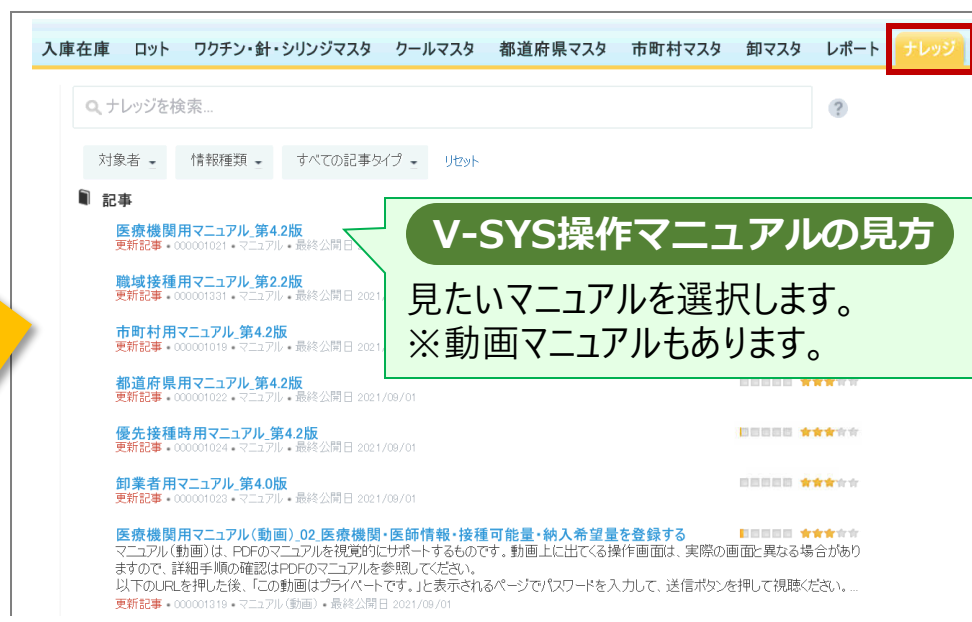 入庫在庫 ロット ワクチン・針・シリンジマスタ クールマスタ 都道府県マスタ 市町村マスタ 卸マスタ レポート ナレッジ
ナレッジを検索...
?
対象者 情報種類 すべての記事タイプ リセット
記事
医療機関用マニュアル_第4.2版
更新記事 • 000001021 • マニュアル • 最終公開日
職域接種用マニュアル_第2.2版
更新記事 • 000001331 • マニュアル • 最終公開日 2021
市町村用マニュアル_第4.2版
更新記事 • 000001019 • マニュアル • 最終公開日 2021
V-SYS操作マニュアルの見方
見たいマニュアルを選択します。
※動画マニュアルもあります。
都道府県用マニュアル_第4.2版
更新記事 • 000001022 • マニュアル • 最終公開日 2021/09/01
優先接種時用マニュアル_第4.2版
更新記事 • 000001024 • マニュアル • 最終公開日 2021/09/01
卸業者用マニュアル_第4.0版
更新記事 • 000001023 • マニュアル • 最終公開日 2021/09/01
医療機関用マニュアル(動画)_02_医療機関・医師情報・接種可能量・納入希望量を登録する
マニュアル(動画)は、PDFのマニュアルを視覚的にサポートするものです。動画上に出てくる操作画面は、実際の画面と異なる場合があり
ますので、詳細手順の確認はPDFのマニュアルを参照してください。
以下のURLを押した後、「この動画はプライベートです。」と表示されるページでパスワードを入力して、送信ボタンを押して視聴ください。...
更新記事 • 000001319 • マニュアル(動画) • 最終公開日 2021/09/01